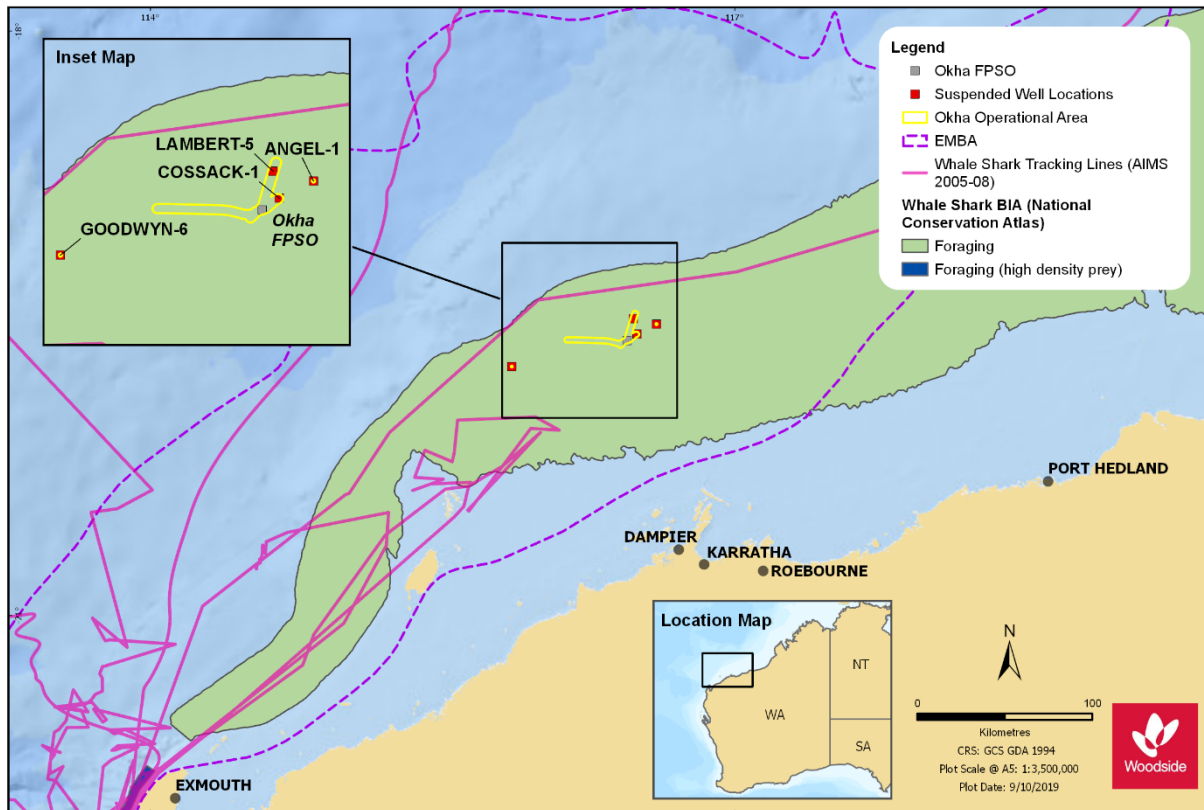 114°
117°
-18°
Inset Map
LAMBERT-5
ANGEL-1
COSSACK-1
Okha
FPSO
GOODWYN-6
Legend
Okha FPSO
Suspended Well Locations
Okha Operational Area
EMBA
Whale Shark Tracking Lines (AIMS
2005-08)
Whale Shark BIA (National
Conservation Atlas)
Foraging
Foraging (high density prey)
PORT HEDLAND
DAMPIER
KARRATHA
ROEBOURNE
EXMOUTH
Location Map
NT
WA
SA
N
0
100
Kilometres
CRS: GCS GDA 1994
Plot Scale @ A5: 1:3,500,000
Plot Date: 9/10/2019
Woodside